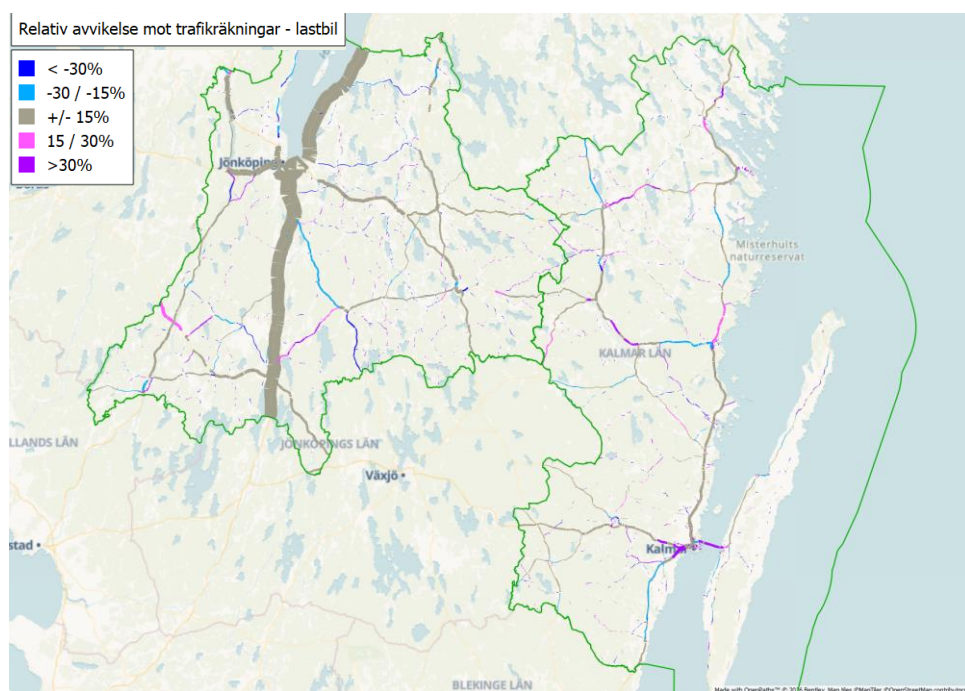 Relativ avvikelse mot trafikräkningar - lastbil
< -30%
-30 / -15%
+/- 15%
15 / 30%
>30%
Jönköping
Misterhults
naturreservat
KALMAR LÄN
LLANDS LÄN
JÖNKÖPINGS LÄN
Växjö
stad
Kalmar
BLEKINGE LÄN